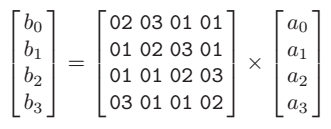 b₀ 02 03 01 01 a₀
b₁ 01 02 03 01 a₁
b₂ = 01 01 02 03 × a₂
b₃ 03 01 01 02 a₃